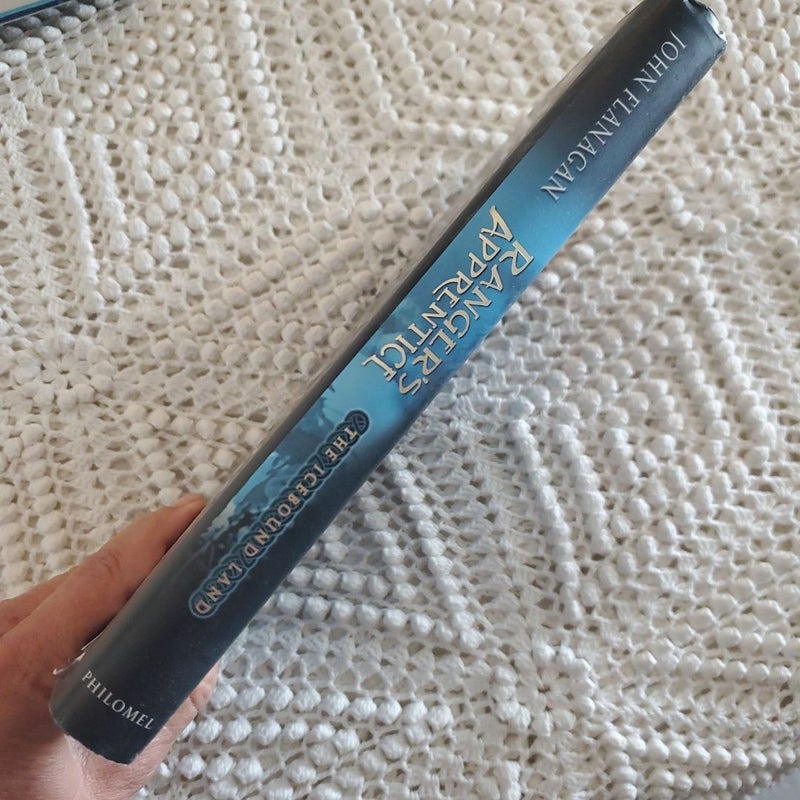 JOHN FLANAGAN
RANGER'S
APPRENTICE
THE ICEBOUND LAND
PHILOMEL